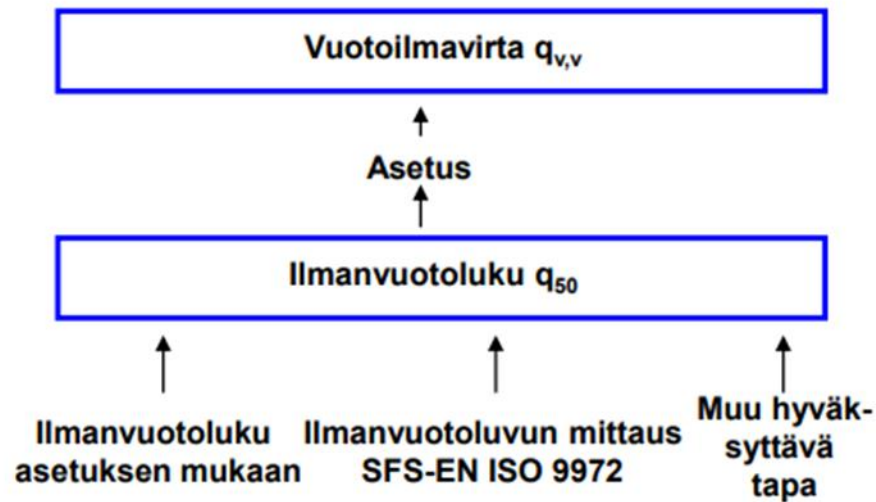 Vuotoilmavirta qv,v
Asetus
Ilmanvuotoluku q50
Ilmanvuotoluku
asetuksen mukaan
Ilmanvuotoluvun mittaus
SFS-EN ISO 9972
Muu hyväk-
syttävä
tapa